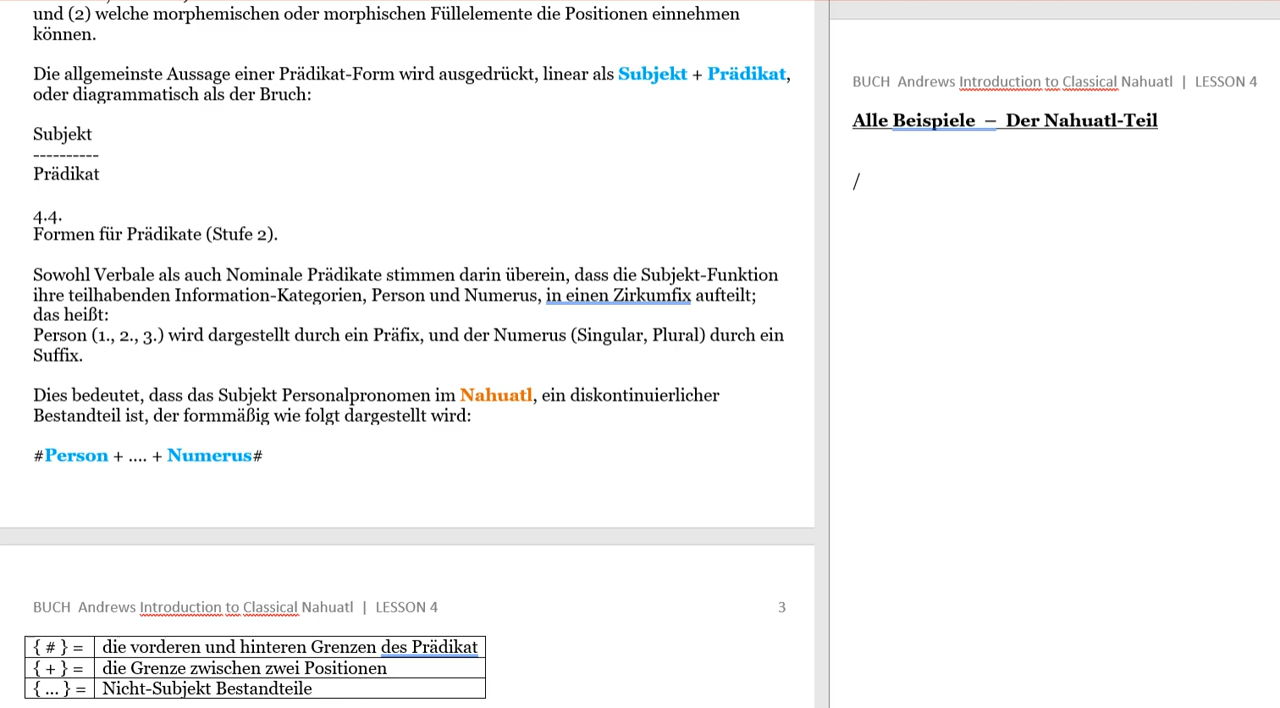 und (2) welche morphemischen oder morphischen Füllelemente die Positionen einnehmen
können.
Die allgemeinste Aussage einer Prädikat-Form wird ausgedrückt, linear als Subjekt + Prädikat,
oder diagrammatisch als der Bruch:
Subjekt
----------
Prädikat
4.4.
Formen für Prädikate (Stufe 2).
Sowohl Verbale als auch Nominale Prädikate stimmen darin überein, dass die Subjekt-Funktion
ihre teilhabenden Information-Kategorien, Person und Numerus, in einen Zirkumfix aufteilt;
das heißt:
Person (1., 2., 3.) wird dargestellt durch ein Präfix, und der Numerus (Singular, Plural) durch ein
Suffix.
Dies bedeutet, dass das Subjekt Personalpronomen im Nahuatl, ein diskontinuierlicher
Bestandteil ist, der formmäßig wie folgt dargestellt wird:
#Person + .... + Numerus#
BUCH Andrews Introduction to Classical Nahuatl | LESSON 4 3
{ # } = die vorderen und hinteren Grenzen des Prädikat
{ + } = die Grenze zwischen zwei Positionen
{ ... } = Nicht-Subjekt Bestandteile
BUCH Andrews Introduction to Classical Nahuatl | LESSON 4
Alle Beispiele – Der Nahuatl-Teil
/